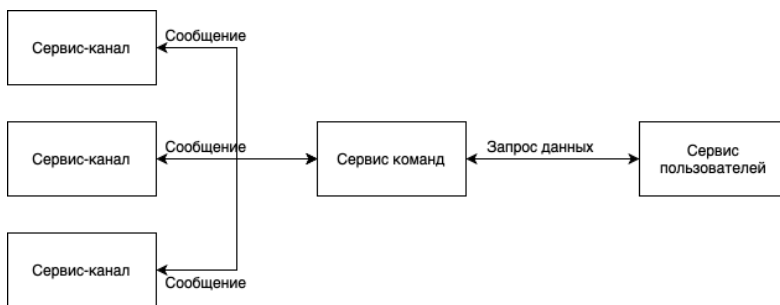 Сообщение
Сервис-канал
Сообщение
Запрос данных
Сервис-канал
Сервис команд
Сервис
пользователей
Сервис-канал
Сообщение